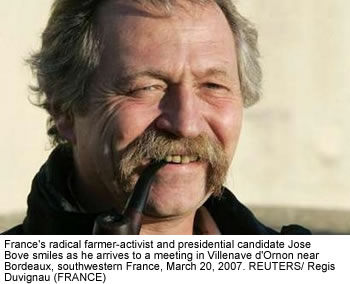 France's radical farmer-activist and presidential candidate Jose
Bove smiles as he arrives to a meeting in Villenave d'Ornon near
Bordeaux, southwestern France, March 20, 2007. REUTERS/ Regis
Duvignau (FRANCE)